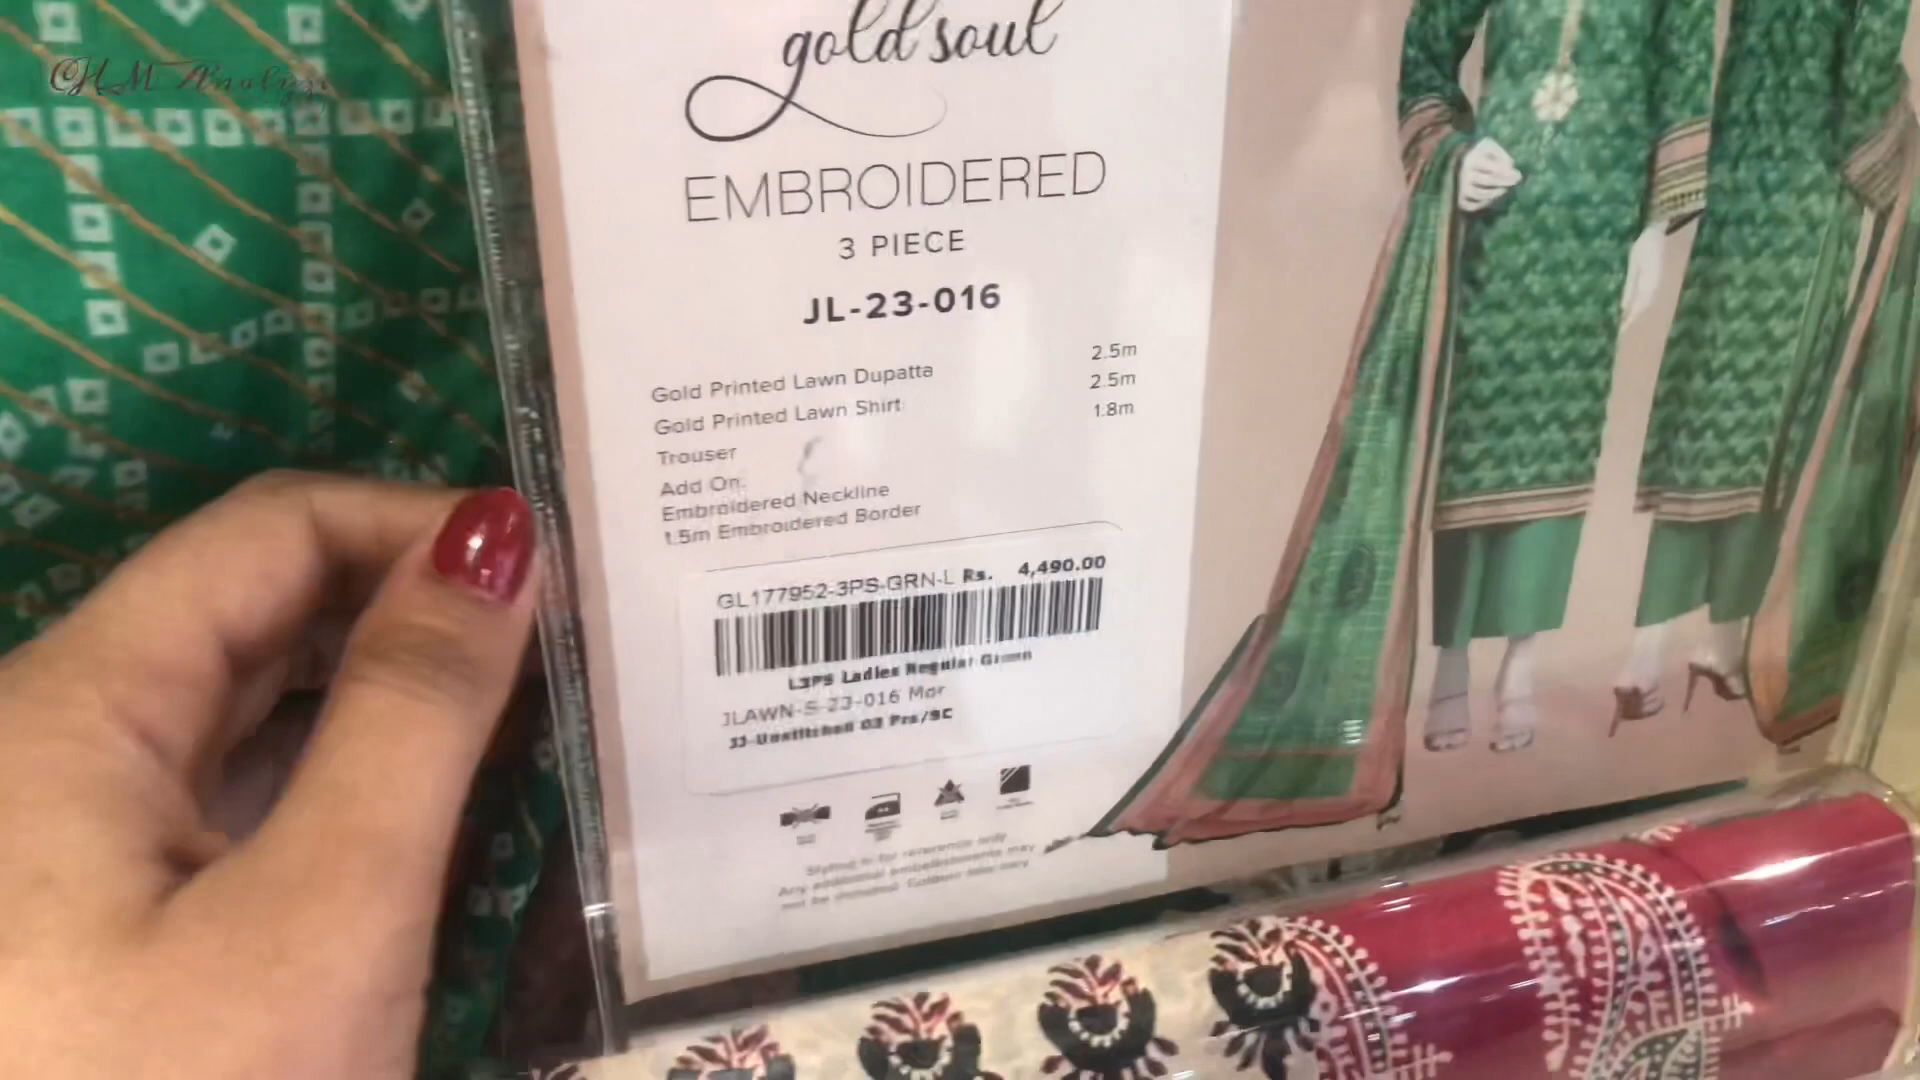 gold soul
EMBROIDERED
3 PIECE
JL-23-016
Gold Printed Lawn Dupatta 2.5m
Gold Printed Lawn Shirt 2.5m
Trouser 1.8m
Add On:
Embroidered Neckline
1.5m Embroidered Border
GL177952-3PS-GRN-L Rs. 4,490.00
L3PS Ladies Regular Green
JLAWN-S-23-016 Mor
JJ-Unstitched 03 Prs/SC
Styling is for reference only
Any additional embellishments may
not be included. Colours may vary